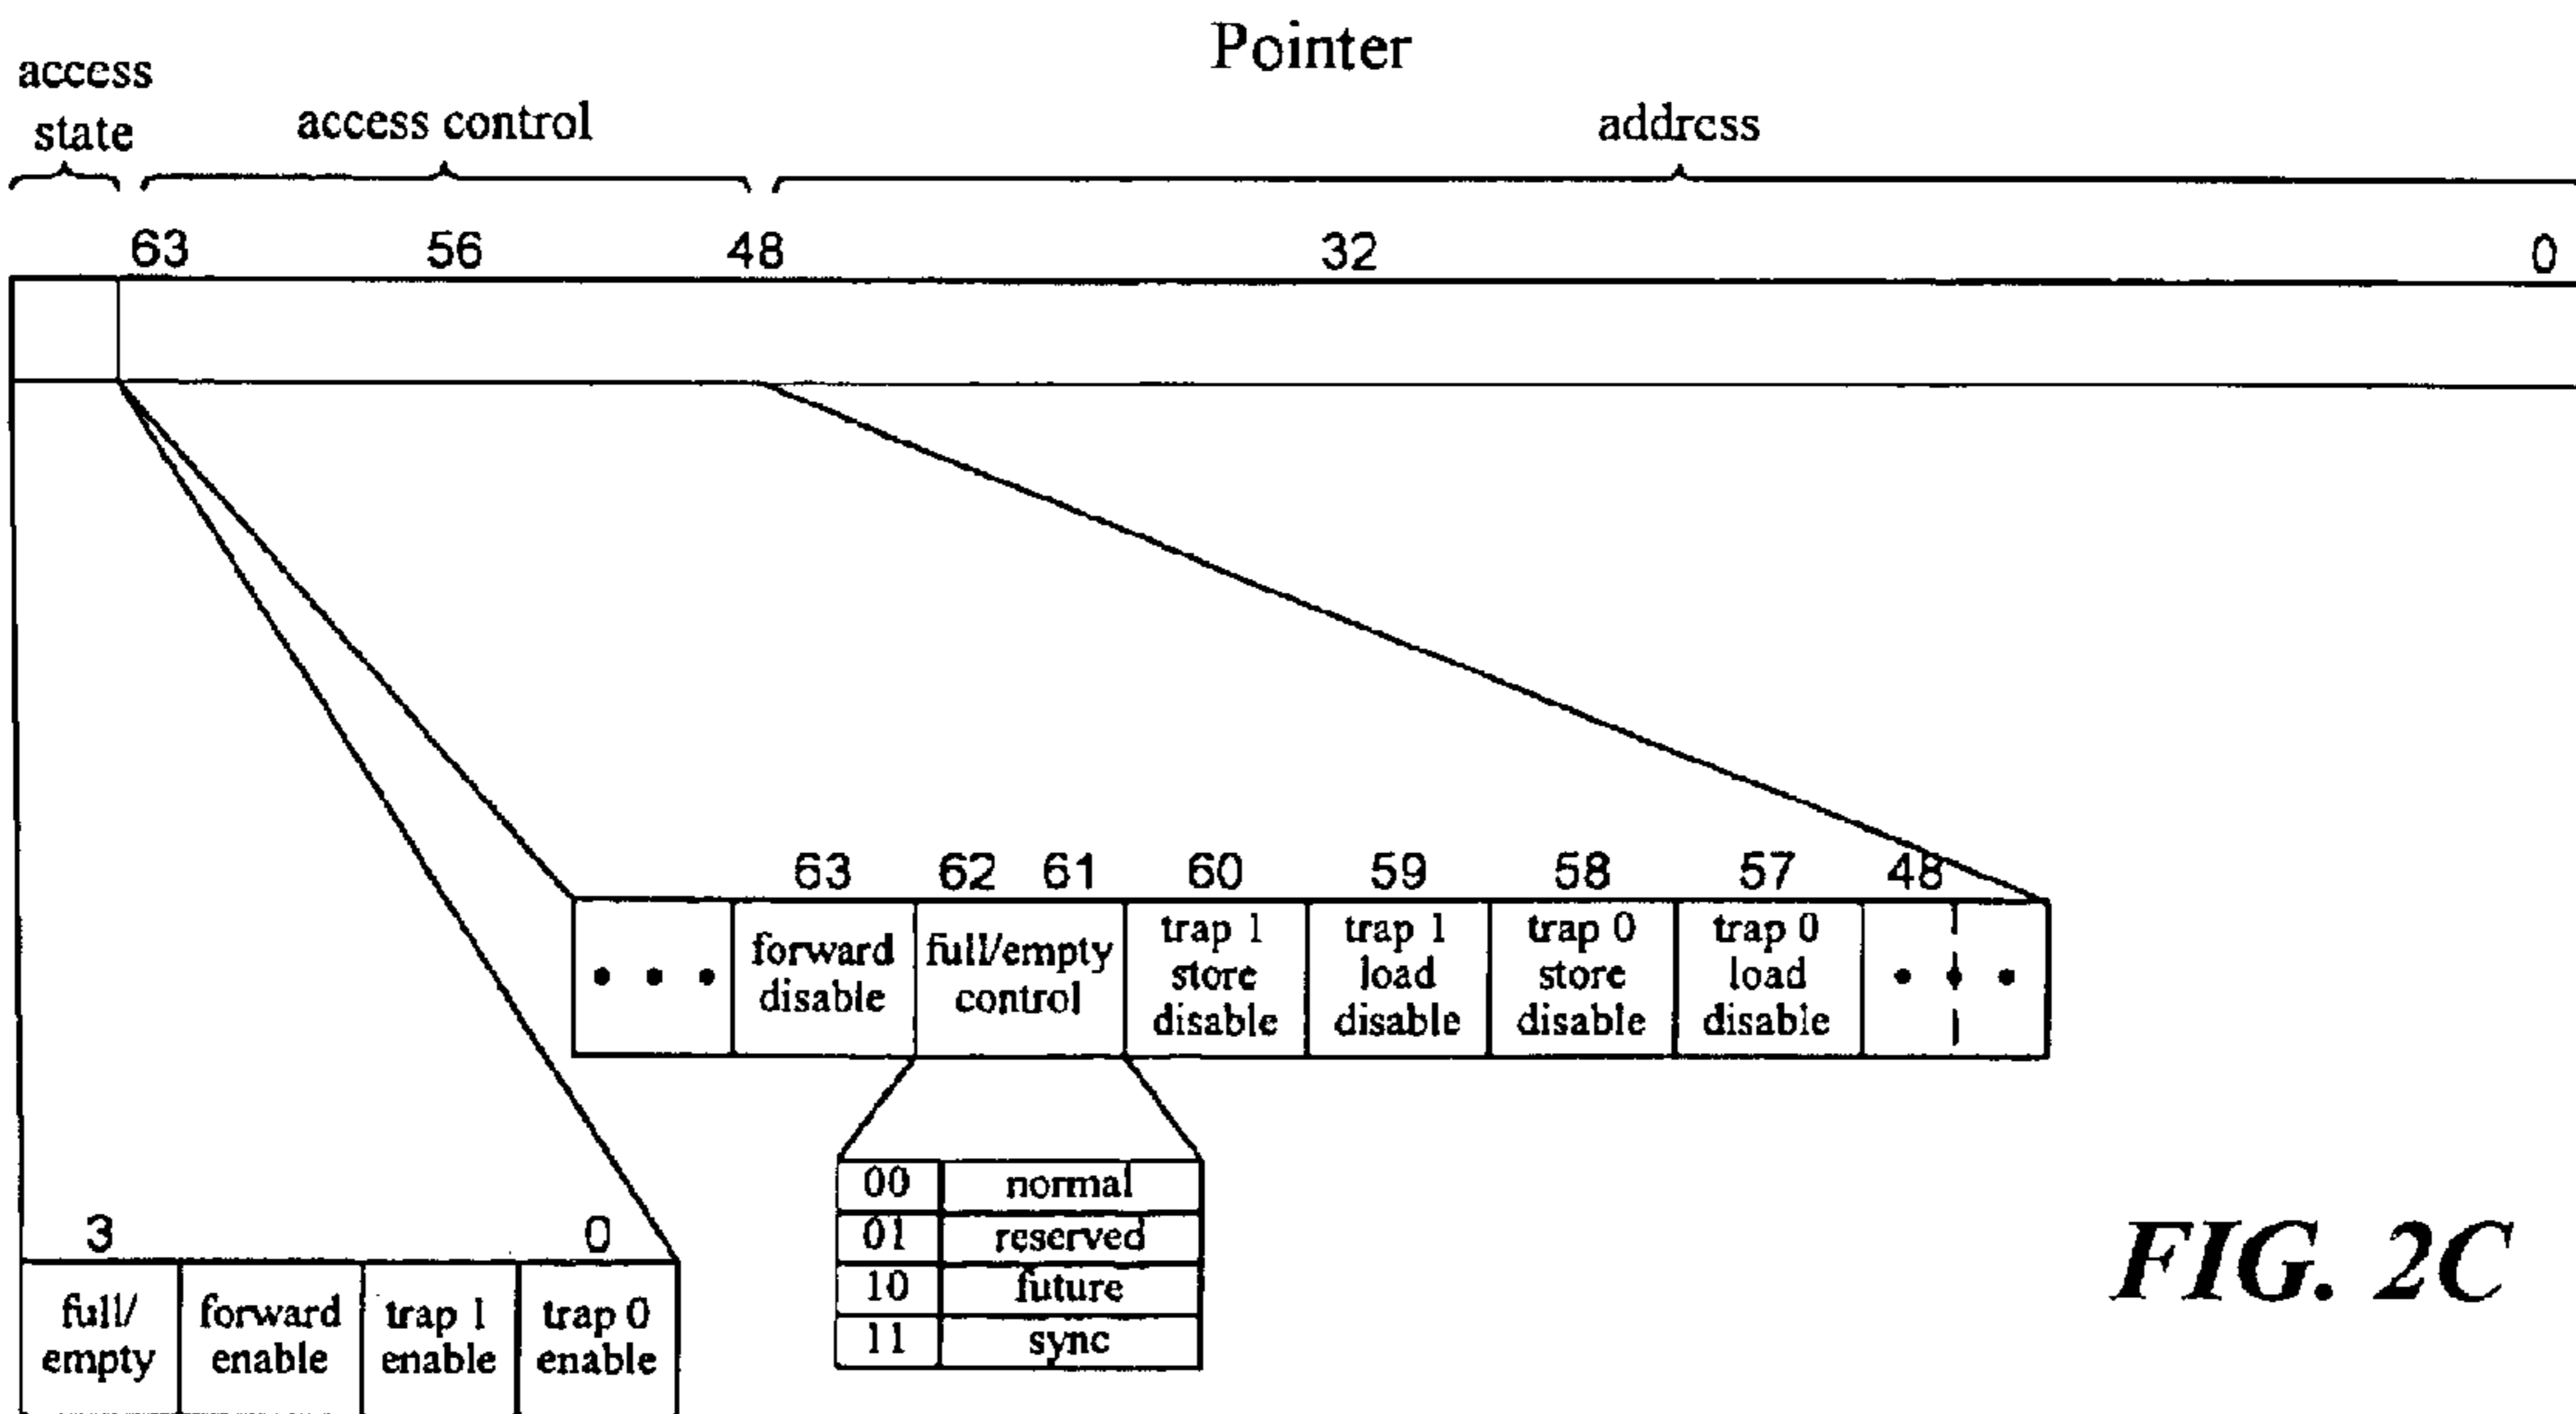 Pointer
access
state
access control
address
63 56 48 32 0
63 62 61 60 59 58 57 48
forward
disable
full/empty
control
trap 1
store
disable
trap 1
load
disable
trap 0
store
disable
trap 0
load
disable
00 normal
01 reserved
10 future
11 sync
3 0
full/
empty
forward
enable
trap 1
enable
trap 0
enable
FIG. 2C